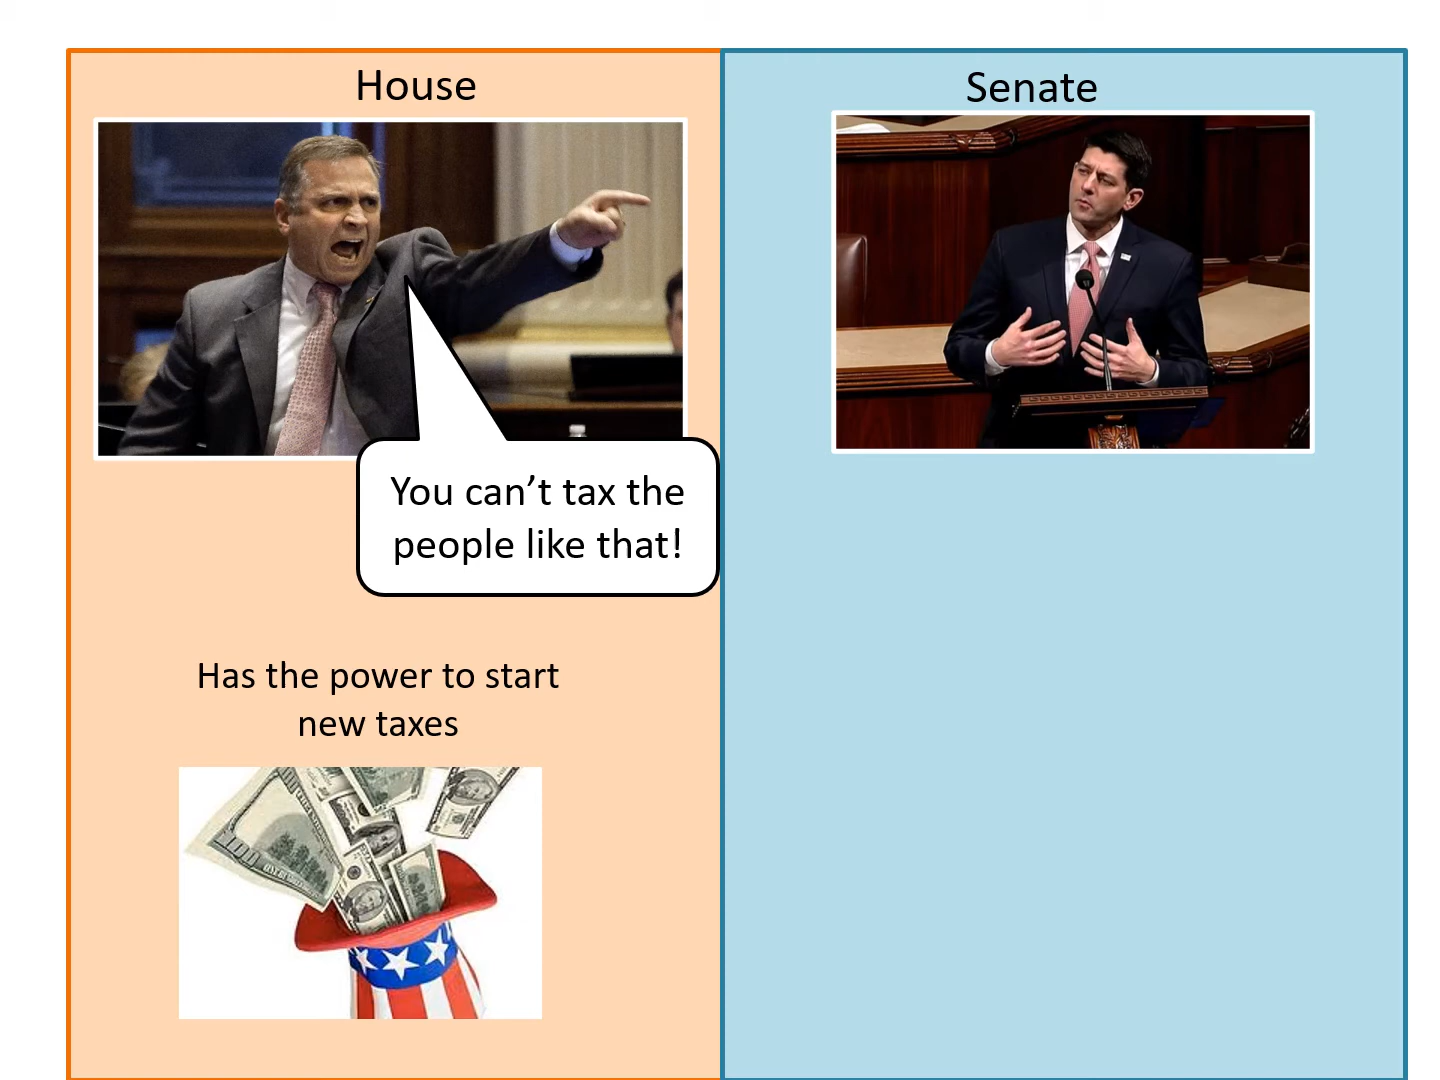 House
Senate
You can’t tax the
people like that!
Has the power to start
new taxes